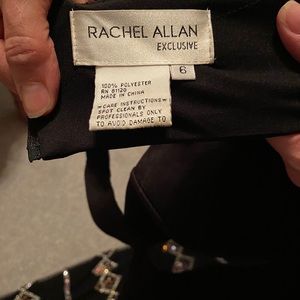 RACHEL ALLAN
EXCLUSIVE
6
100% POLYESTER
RN 81120
MADE IN CHINA
CARE INSTRUCTIONS
SPOT CLEAN BY
PROFESSIONALS ONLY
TO AVOID DAMAGE TO